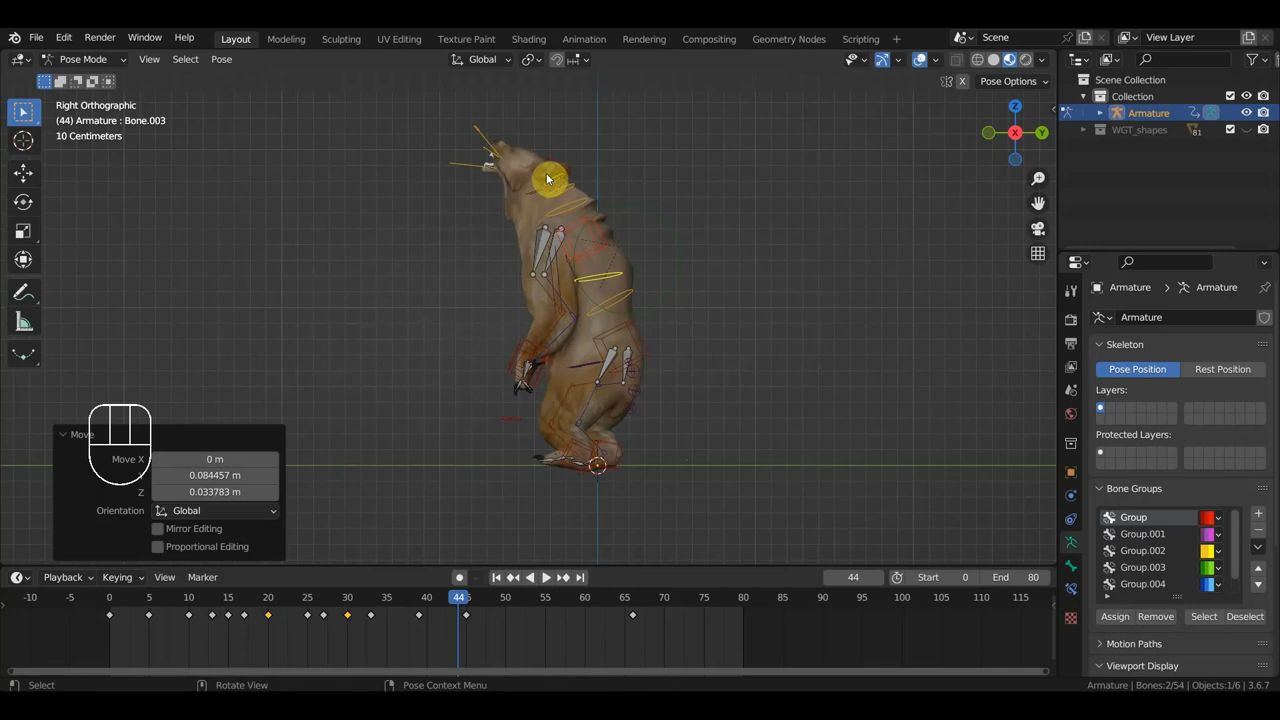 File Edit Render Window Help Layout Modeling Sculpting UV Editing Texture Paint Shading Animation Rendering Compositing Geometry Nodes Scripting + Scene View Layer
Pose Mode View Select Pose Global
X Pose Options
Scene Collection
Collection
Armature
WGT_shapes 81
Right Orthographic
(44) Armature : Bone.003
10 Centimeters
Z
X
Y
Move
Move X 0 m
0.084457 m
Z 0.033783 m
Orientation Global
Mirror Editing
Proportional Editing
Armature > Armature
Armature
Skeleton
Pose Position Rest Position
Layers:
Protected Layers:
Bone Groups
Group
Group.001
Group.002
Group.003
Group.004
Assign Remove Select Deselect
Motion Paths
Viewport Display
Playback Keying View Marker 44 Start 0 End 80
-10 -5 0 5 10 15 20 25 30 35 40 44 50 55 60 65 70 75 80 85 90 95 100 105 110 115
Select Rotate View Pose Context Menu Armature | Bones:2/54 | Objects:1/6 | 3.6.7